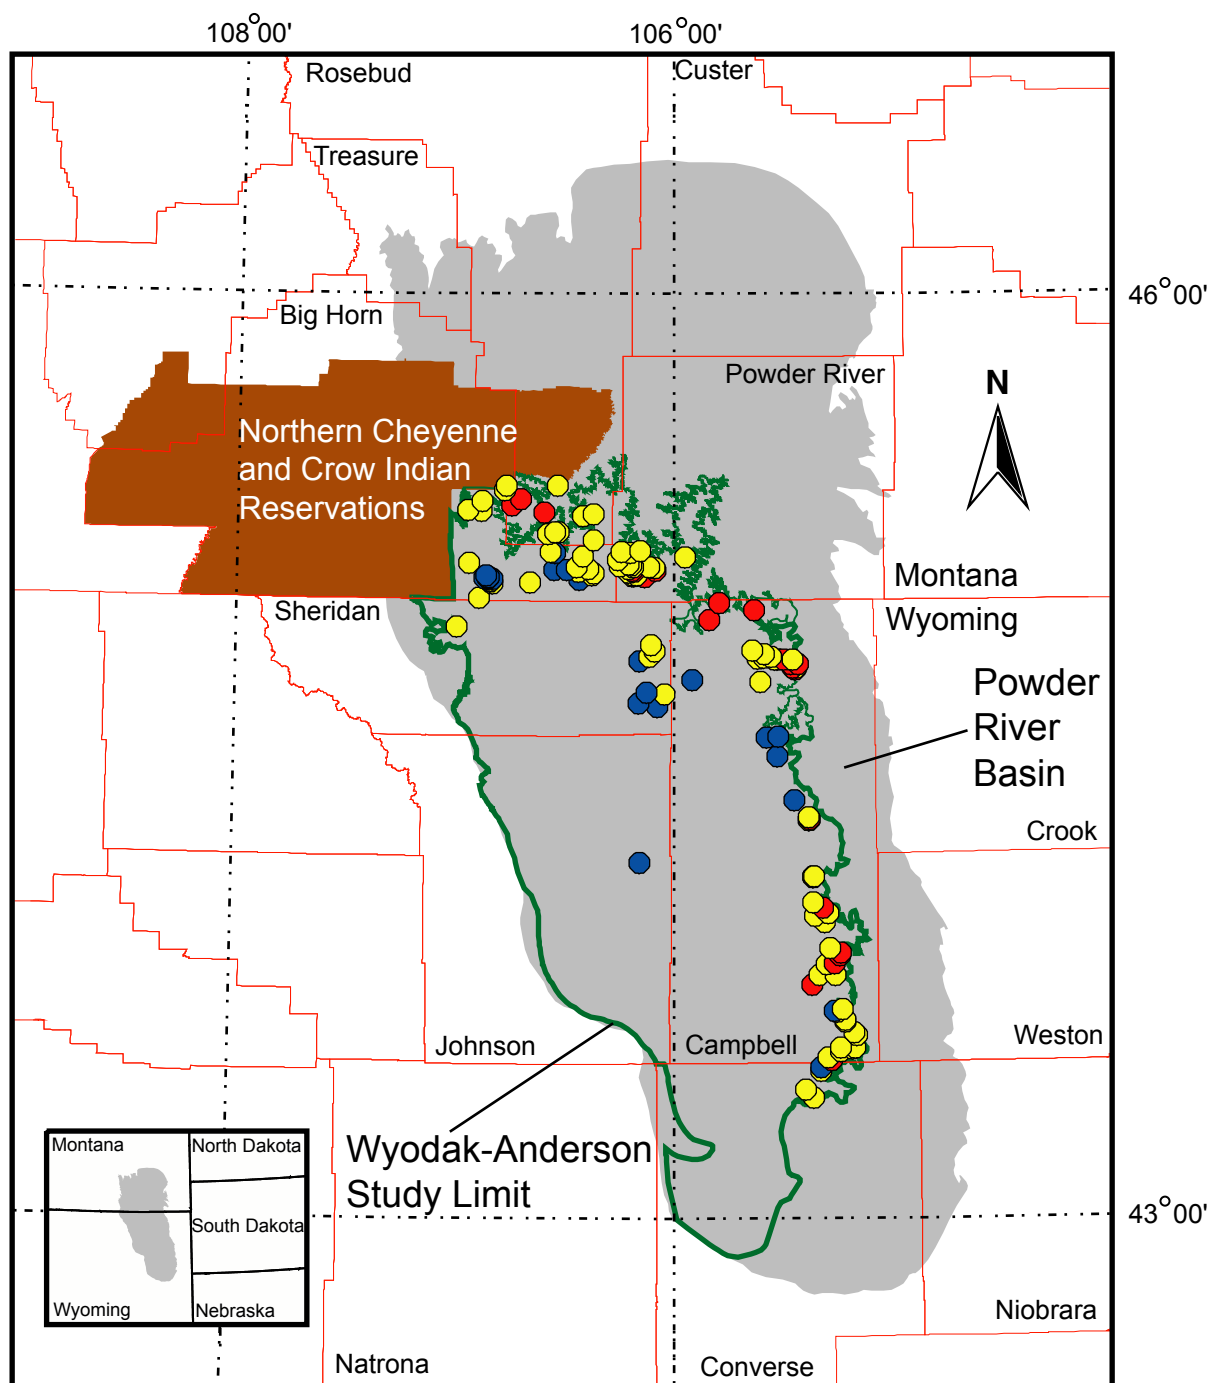 108°00'
106°00'
Rosebud
Custer
Treasure
46°00'
Big Horn
Powder River
N
Northern Cheyenne
and Crow Indian
Reservations
Montana
Sheridan
Wyoming
Powder
River
Basin
Crook
Johnson
Campbell
Weston
Wyodak-Anderson
Study Limit
Montana
North Dakota
South Dakota
Wyoming
Nebraska
43°00'
Niobrara
Natrona
Converse